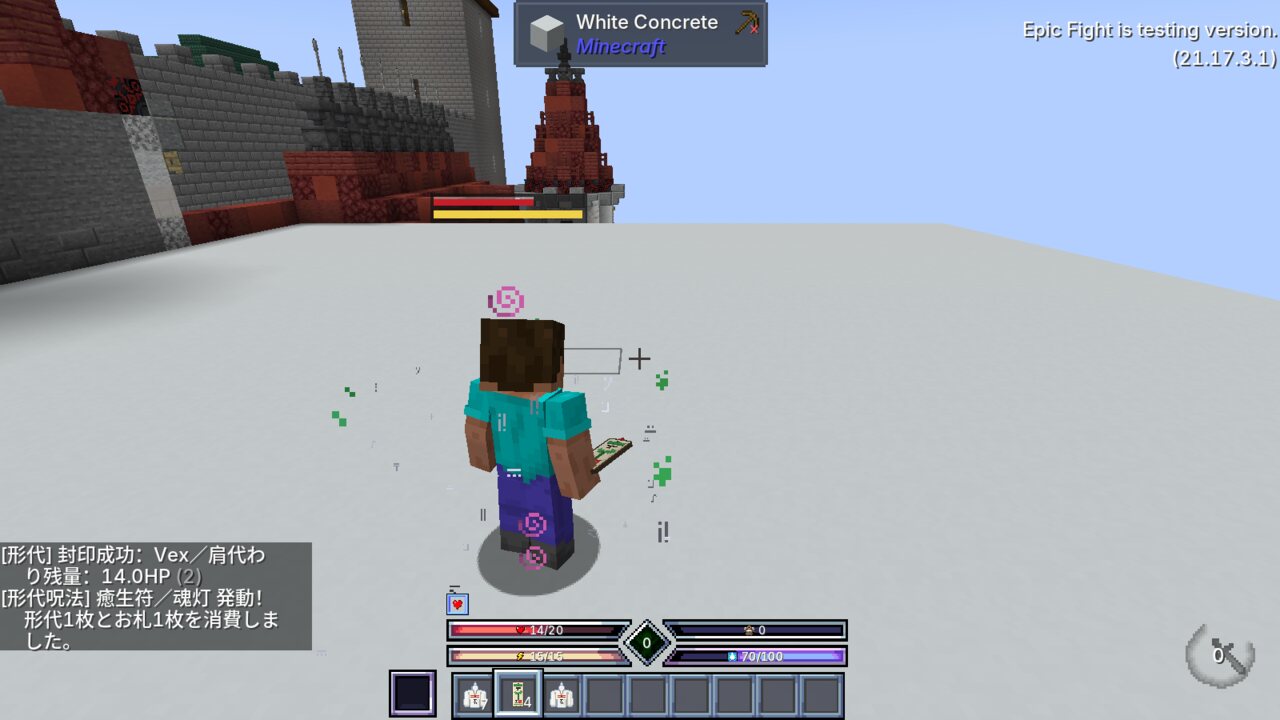 White Concrete
Minecraft
Epic Fight is testing version.
(21.17.3.1)
[形代] 封印成功: Vex／肩代わ
り残量: 14.0HP (2)
[形代呪法] 癒生符／魂灯 発動!
形代1枚とお札1枚を消費しま
した。
14/20
0
0
15/15
70/100
7
4
0